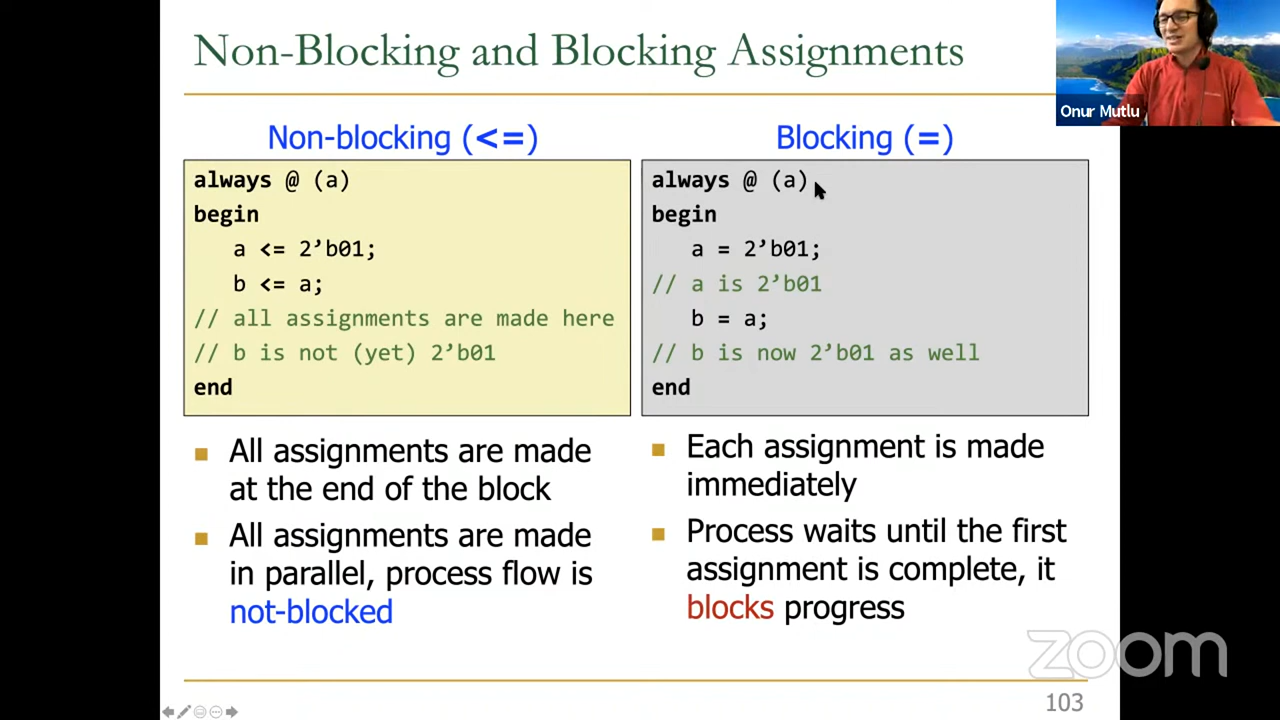 Non-Blocking and Blocking Assignments
Onur Mutlu
Non-blocking (<=)
always @ (a)
begin
a <= 2’b01;
b <= a;
// all assignments are made here
// b is not (yet) 2’b01
end
All assignments are made
at the end of the block
All assignments are made
in parallel, process flow is
not-blocked
Blocking (=)
always @ (a)
begin
a = 2’b01;
// a is 2’b01
b = a;
// b is now 2’b01 as well
end
Each assignment is made
immediately
Process waits until the first
assignment is complete, it
blocks progress
zoom
103